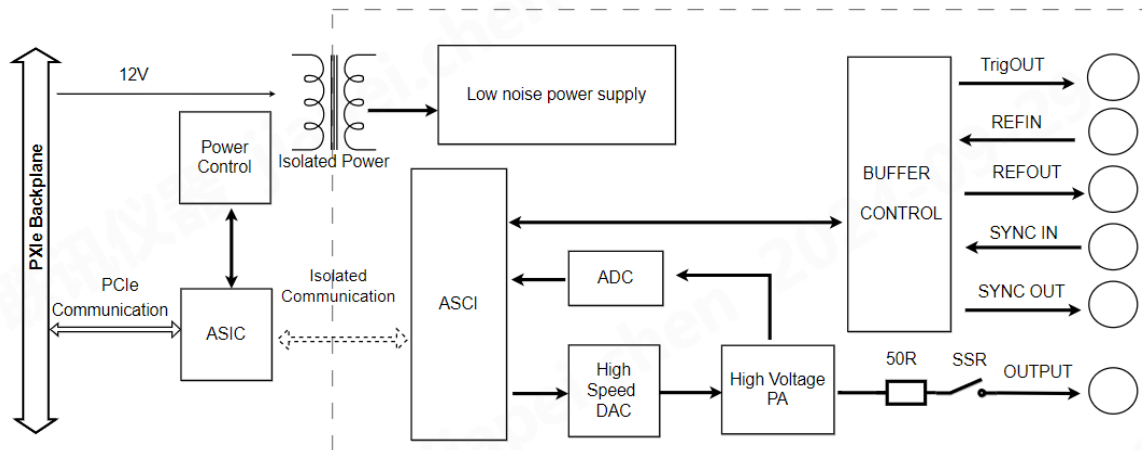 12V
Power
Control
Isolated Power
Low noise power supply
TrigOUT
REFIN
BUFFER
CONTROL
REFOUT
SYNC IN
SYNC OUT
PXIe Backplane
PCIe
Communication
ASIC
Isolated
Communication
ASCI
ADC
High
Speed
DAC
High Voltage
PA
50R
SSR
OUTPUT